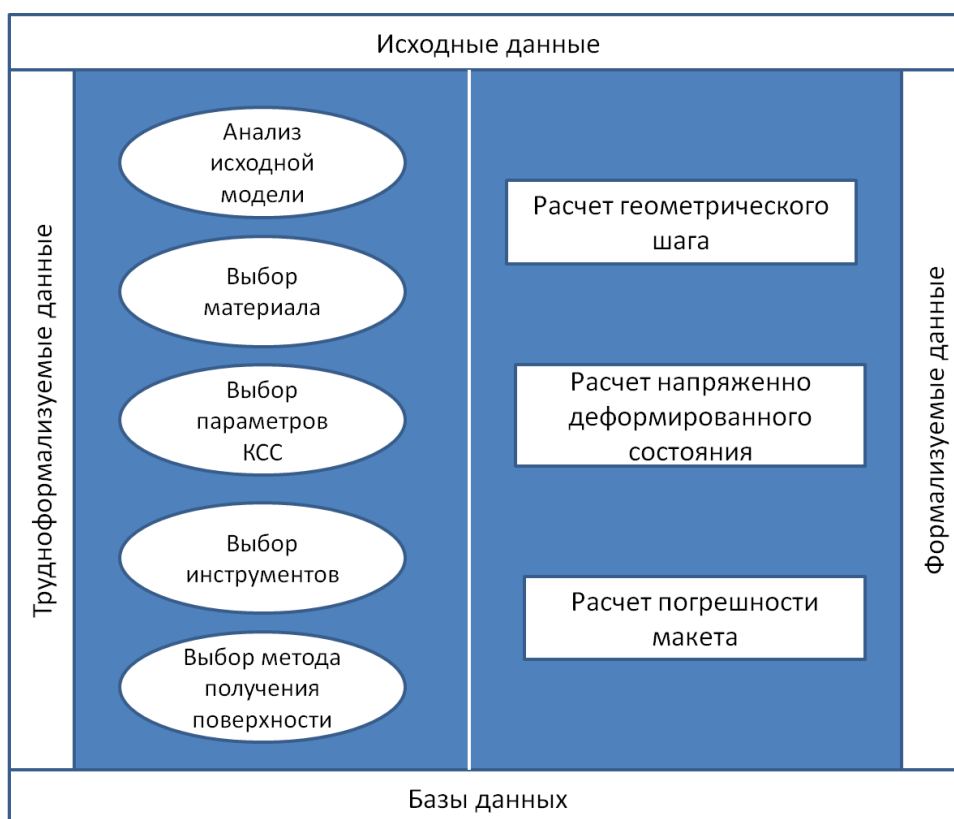 Исходные данные
Трудноформализуемые данные
Анализ
исходной
модели
Выбор
материала
Выбор
параметров
КСС
Выбор
инструментов
Выбор метода
получения
поверхности
Расчет геометрического
шага
Расчет напряженно
деформированного
состояния
Расчет погрешности
макета
Формализуемые данные
Базы данных